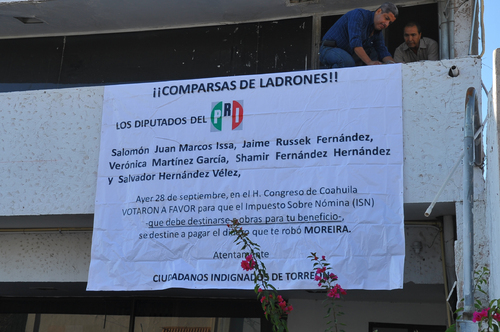 ¡¡COMPARSAS DE LADRONES!!
LOS DIPUTADOS DEL PRI
Salomón Juan Marcos Issa, Jaime Russek Fernández,
Verónica Martínez García, Shamir Fernández Hernández
y Salvador Hernández Vélez,
Ayer 28 de septiembre, en el H. Congreso de Coahuila
VOTARON A FAVOR para que el Impuesto Sobre Nómina (ISN)
-que debe destinarse a obras para tu beneficio-,
se destine a pagar el dinero que te robó MOREIRA.
Atentamente
CIUDADANOS INDIGNADOS DE TORREÓN